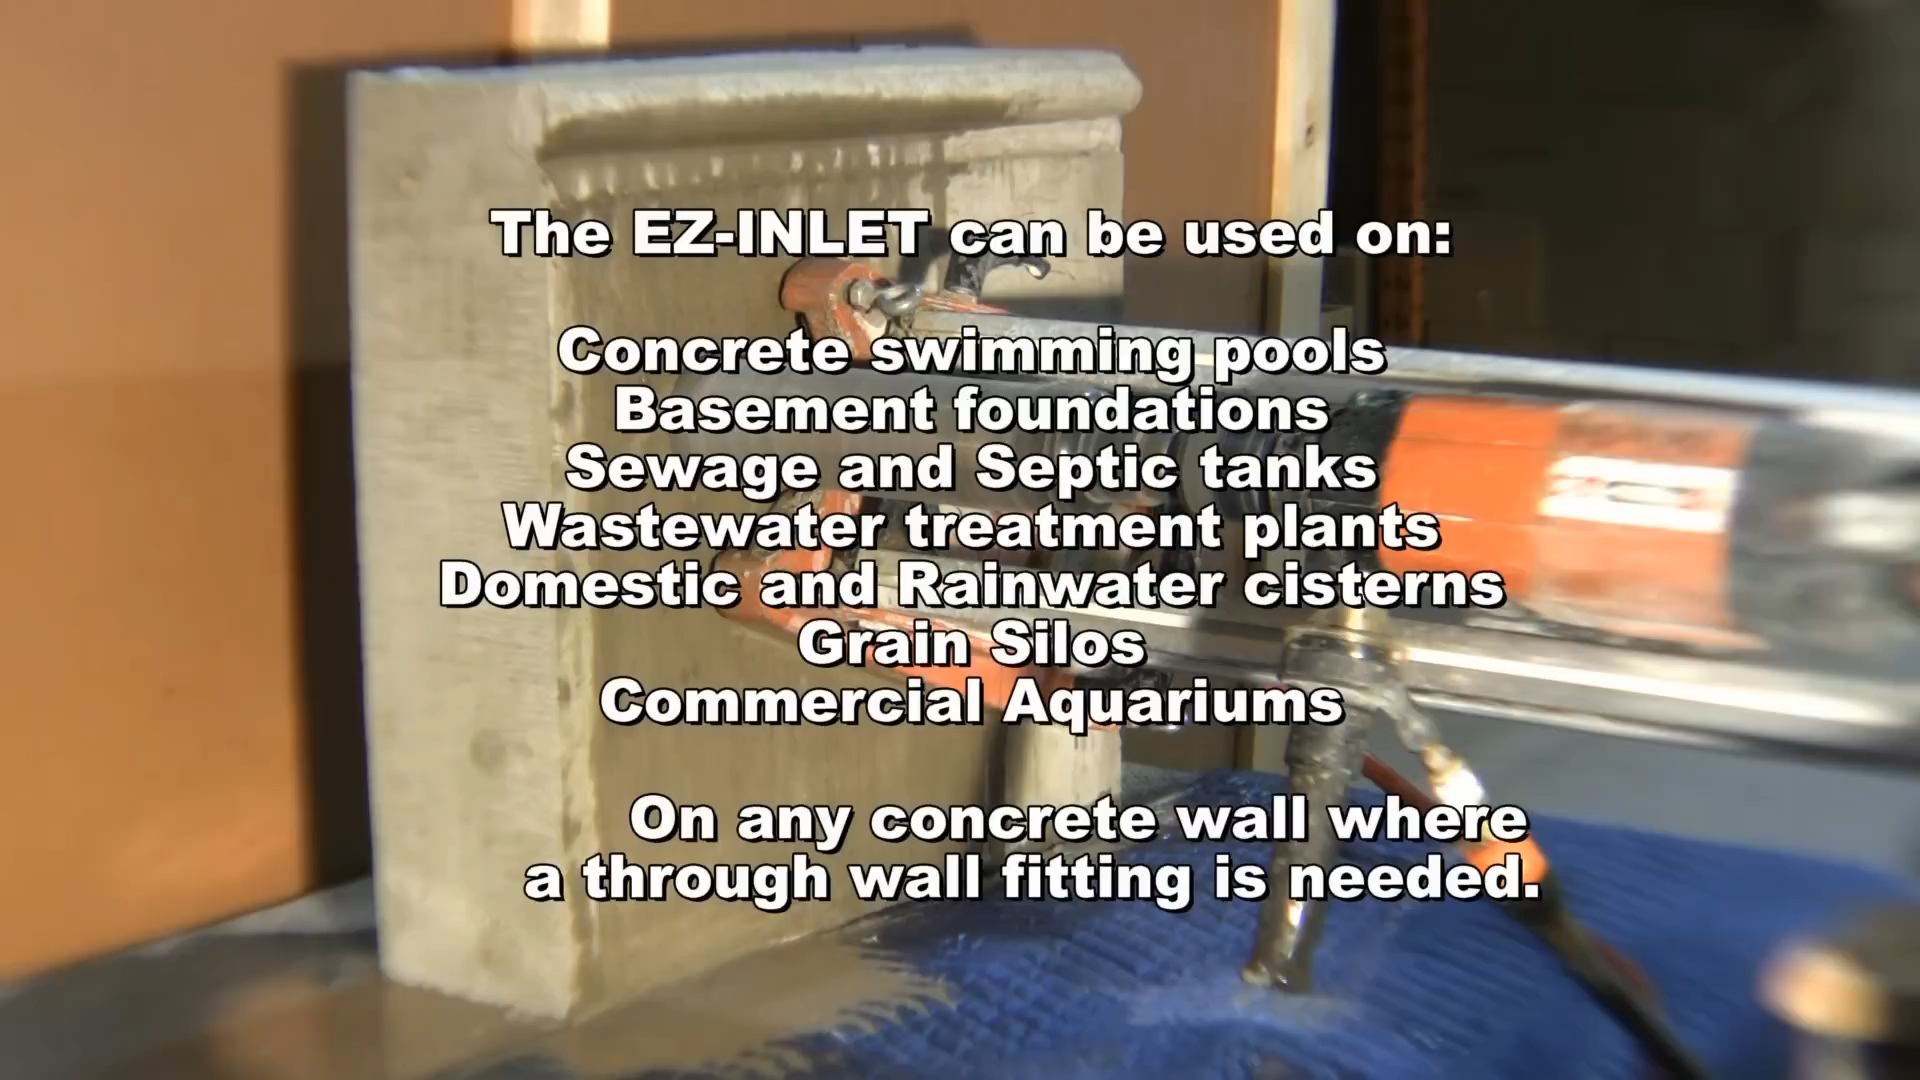 The EZ-INLET can be used on:
Concrete swimming pools
Basement foundations
Sewage and Septic tanks
Wastewater treatment plants
Domestic and Rainwater cisterns
Grain Silos
Commercial Aquariums
On any concrete wall where
a through wall fitting is needed.